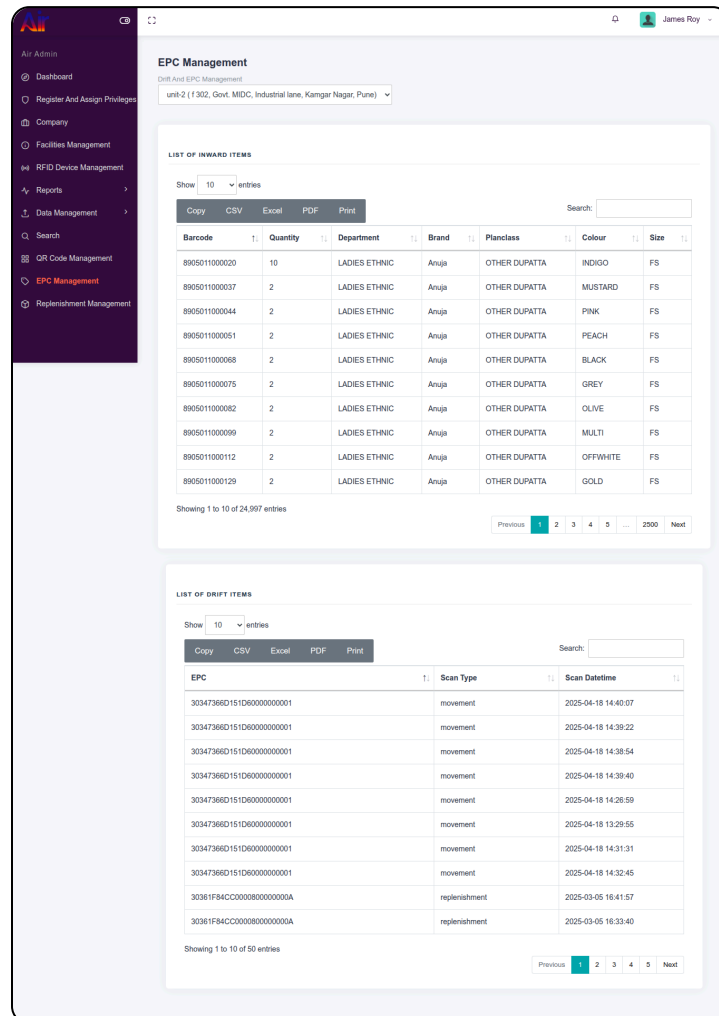 Air
James Roy
Air Admin
Dashboard
Register And Assign Privileges
Company
Facilities Management
RFID Device Management
Reports
Data Management
Search
QR Code Management
EPC Management
Replenishment Management
EPC Management
Drift And EPC Management
unit-2 ( f 302, Govt. MIDC, Industrial lane, Kamgar Nagar, Pune)
LIST OF INWARD ITEMS
Show 10 entries
Copy CSV Excel PDF Print Search:
Barcode Quantity Department Brand Planclass Colour Size
8905011000020 10 LADIES ETHNIC Anuja OTHER DUPATTA INDIGO FS
8905011000037 2 LADIES ETHNIC Anuja OTHER DUPATTA MUSTARD FS
8905011000044 2 LADIES ETHNIC Anuja OTHER DUPATTA PINK FS
8905011000051 2 LADIES ETHNIC Anuja OTHER DUPATTA PEACH FS
8905011000068 2 LADIES ETHNIC Anuja OTHER DUPATTA BLACK FS
8905011000075 2 LADIES ETHNIC Anuja OTHER DUPATTA GREY FS
8905011000082 2 LADIES ETHNIC Anuja OTHER DUPATTA OLIVE FS
8905011000099 2 LADIES ETHNIC Anuja OTHER DUPATTA MULTI FS
8905011000112 2 LADIES ETHNIC Anuja OTHER DUPATTA OFFWHITE FS
8905011000129 2 LADIES ETHNIC Anuja OTHER DUPATTA GOLD FS
Showing 1 to 10 of 24,997 entries
Previous 1 2 3 4 5 ... 2500 Next
LIST OF DRIFT ITEMS
Show 10 entries
Copy CSV Excel PDF Print Search:
EPC Scan Type Scan Datetime
30347366D151D60000000001 movement 2025-04-18 14:40:07
30347366D151D60000000001 movement 2025-04-18 14:39:22
30347366D151D60000000001 movement 2025-04-18 14:38:54
30347366D151D60000000001 movement 2025-04-18 14:39:40
30347366D151D60000000001 movement 2025-04-18 14:26:59
30347366D151D60000000001 movement 2025-04-18 13:29:55
30347366D151D60000000001 movement 2025-04-18 14:31:31
30347366D151D60000000001 movement 2025-04-18 14:32:45
30361F84CC0000800000000A replenishment 2025-03-05 16:41:57
30361F84CC0000800000000A replenishment 2025-03-05 16:33:40
Showing 1 to 10 of 50 entries
Previous 1 2 3 4 5 Next